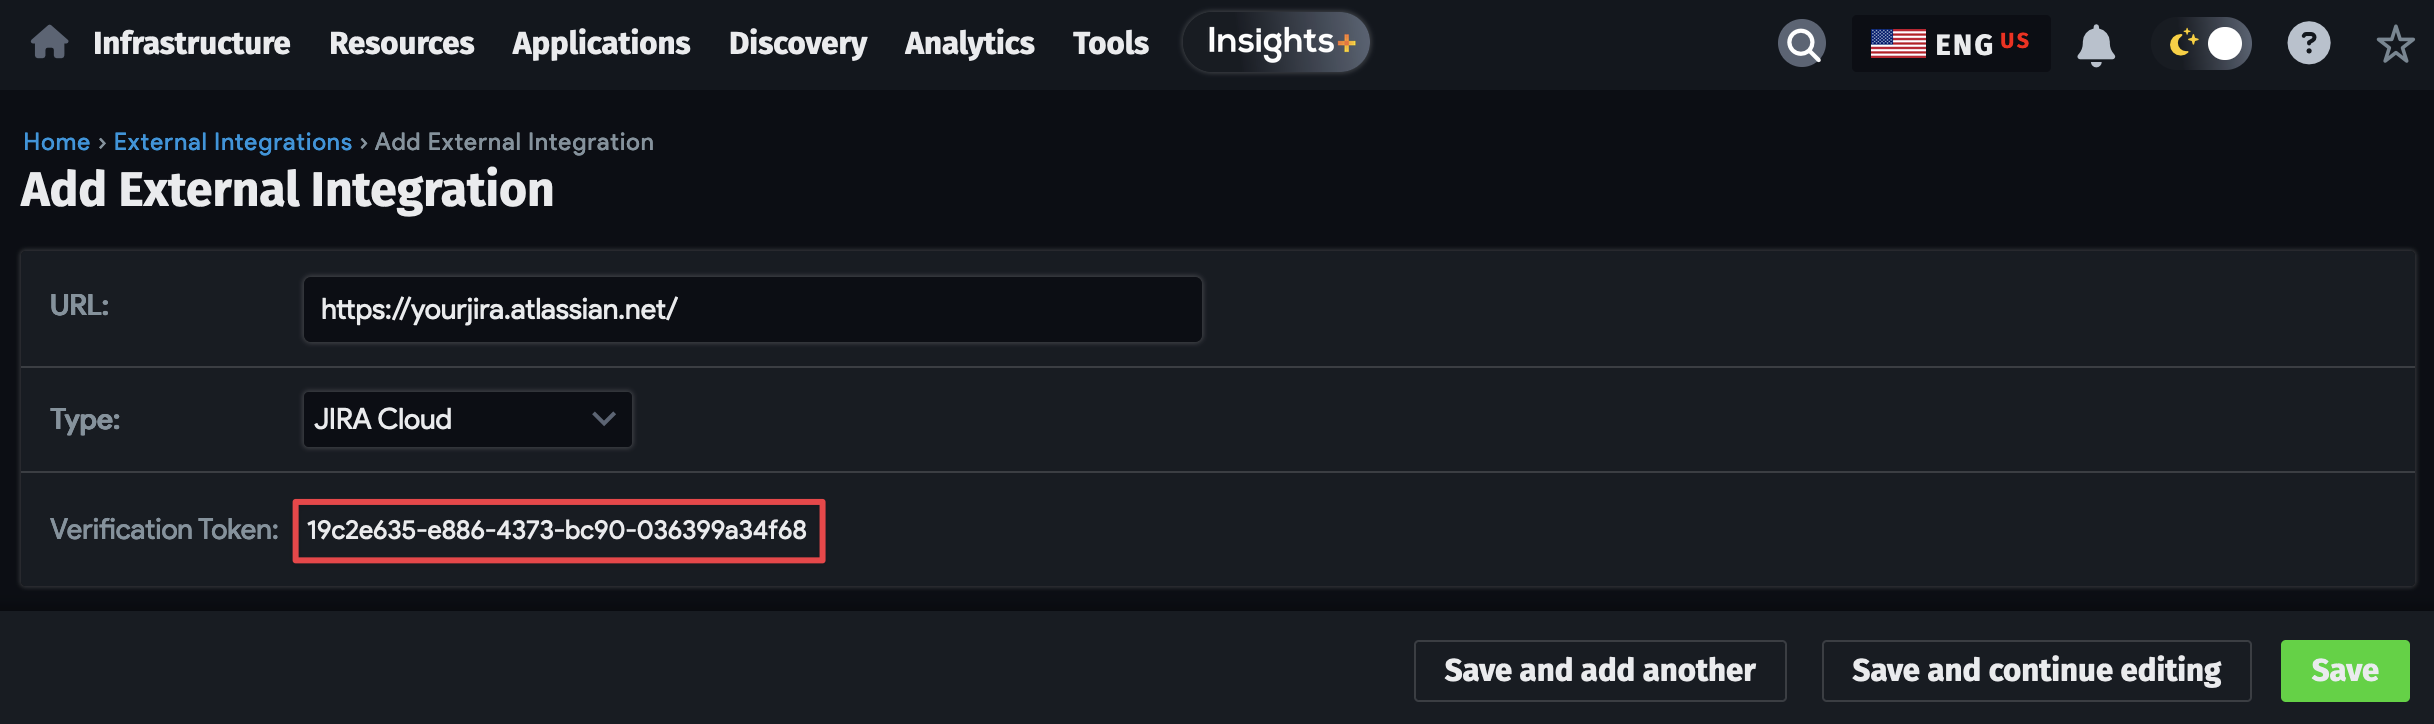 Infrastructure Resources Applications Discovery Analytics Tools Insights+ ENG US ?
Home › External Integrations › Add External Integration
Add External Integration
URL: https://yourjira.atlassian.net/
Type: JIRA Cloud
Verification Token: 19c2e635-e886-4373-bc90-036399a34f68
Save and add another Save and continue editing Save